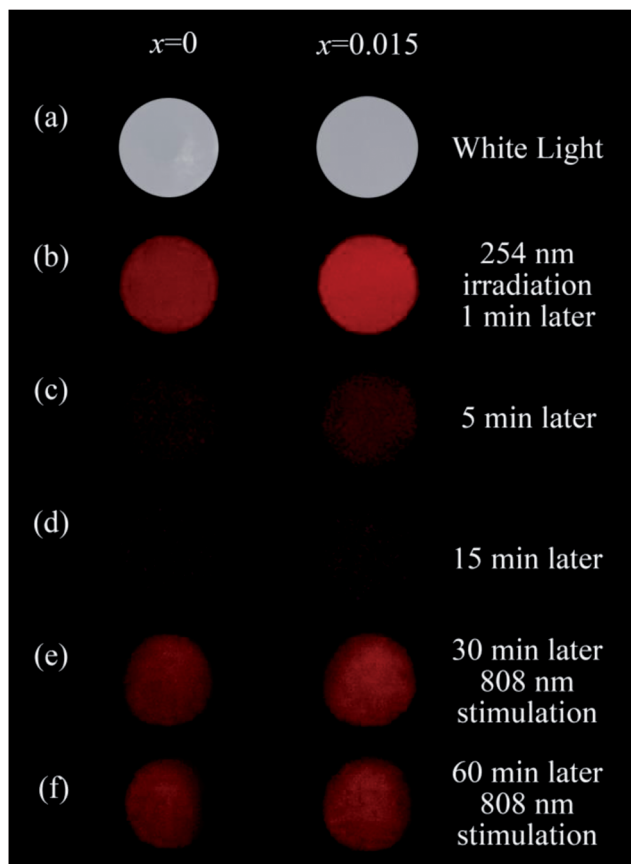 x=0 x=0.015
(a) White Light
(b) 254 nm
irradiation
1 min later
(c) 5 min later
(d) 15 min later
(e) 30 min later
808 nm
stimulation
(f) 60 min later
808 nm
stimulation